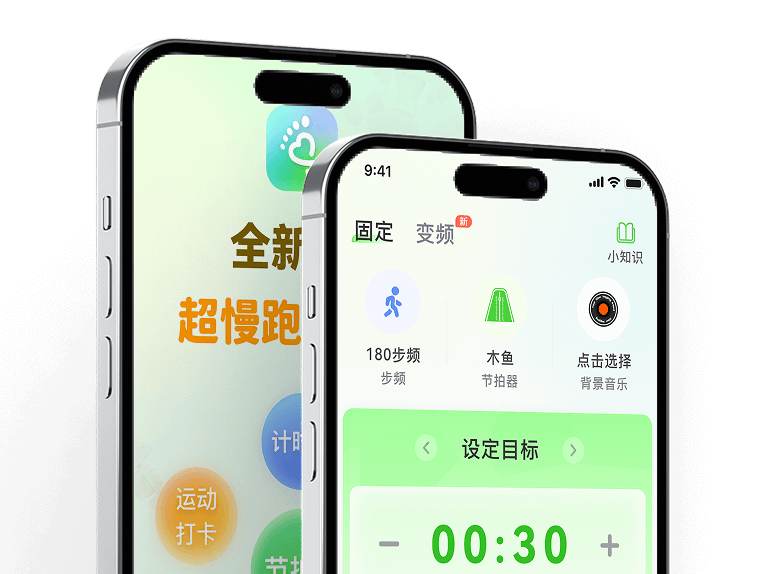 全新
超慢跑
计时
运动
打卡
节拍
9:41
固定
变频
新
小知识
180步频
步频
木鱼
节拍器
点击选择
背景音乐
设定目标
00:30